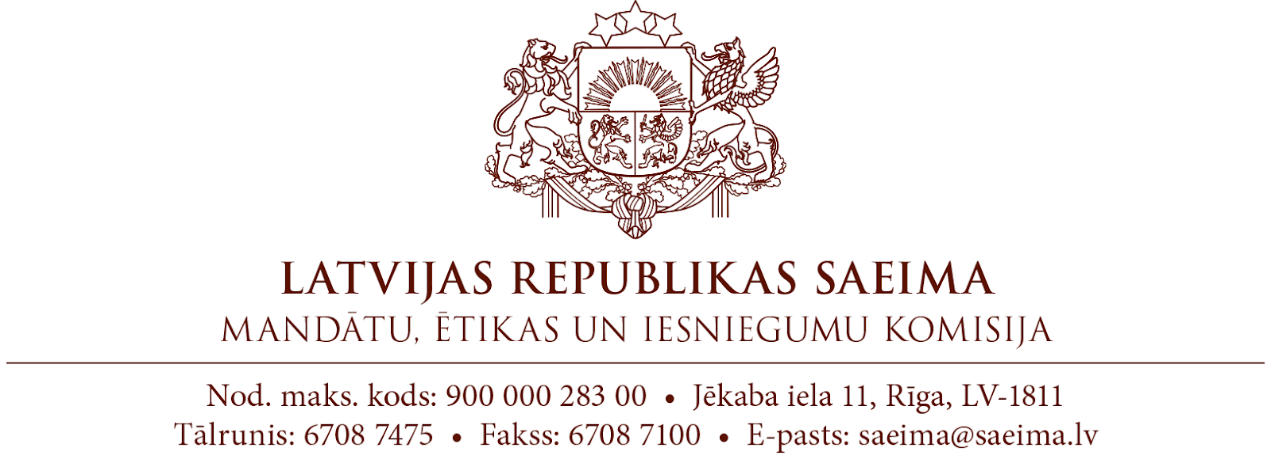 LATVIJAS REPUBLIKAS SAEIMA
MANDĀTU, ĒTIKAS UN IESNIEGUMU KOMISIJA
Nod. maks. kods: 900 000 283 00 • Jēkaba iela 11, Rīga, LV-1811
Tālrunis: 6708 7475 • Fakss: 6708 7100 • E-pasts: saeima@saeima.lv